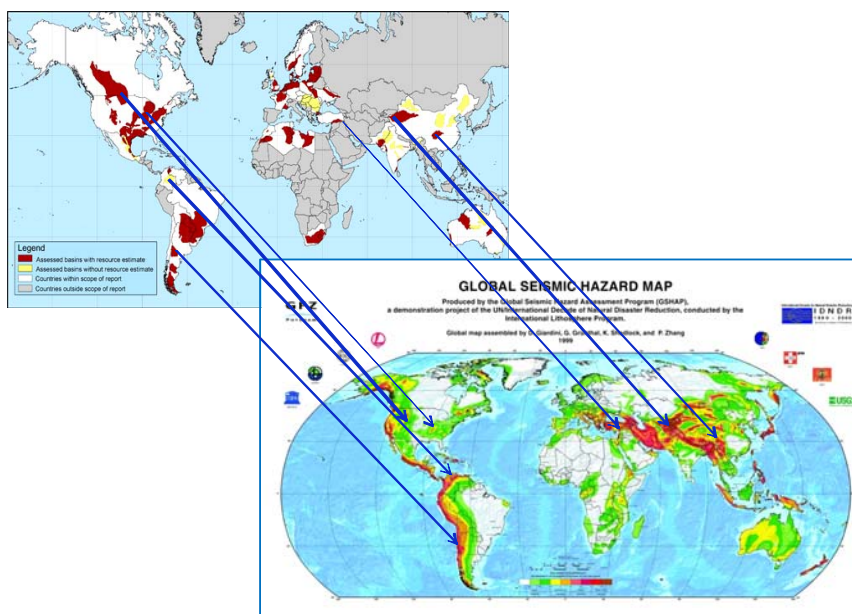 Legend
Assessed basins with resource estimate
Assessed basins without resource estimate
Countries within scope of report
Countries outside scope of report
GLOBAL SEISMIC HAZARD MAP
Produced by the Global Seismic Hazard Assessment Program (GSHAP),
a demonstration project of the UN/International Decade of Natural Disaster Reduction, conducted by the
International Lithosphere Program.
Global map assembled by D. Giardini, G. Grünthal, K. Shedlock, and P. Zhang
1999
GFZ
IDNDR
USGS